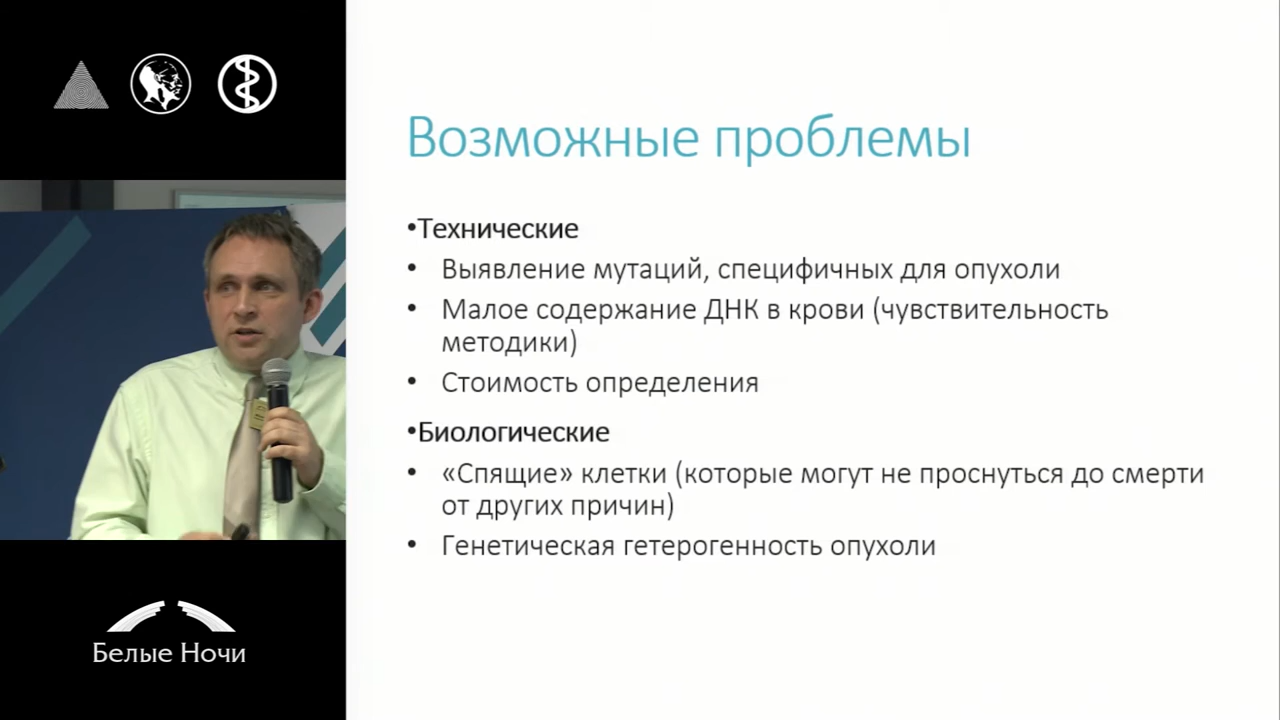 Возможные проблемы
•Технические
• Выявление мутаций, специфичных для опухоли
• Малое содержание ДНК в крови (чувствительность
методики)
• Стоимость определения
•Биологические
• «Спящие» клетки (которые могут не проснуться до смерти
от других причин)
• Генетическая гетерогенность опухоли
Белые Ночи